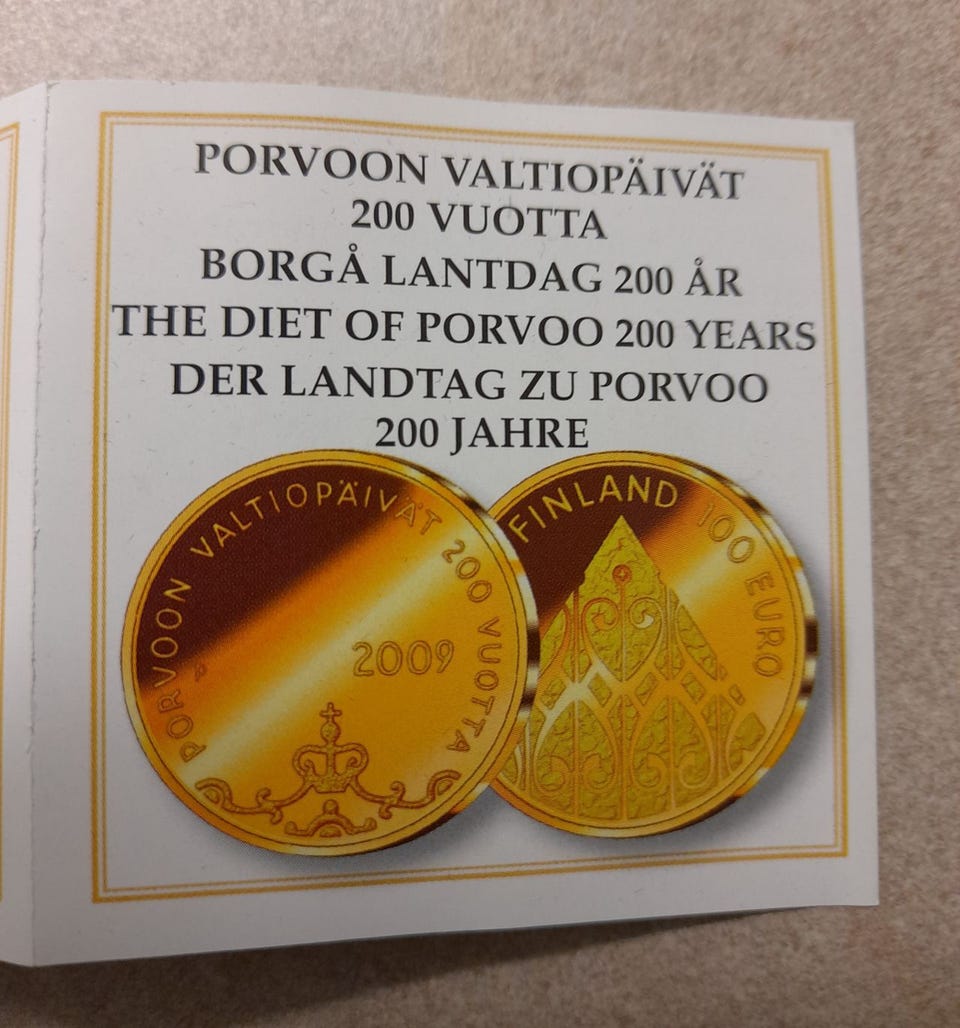 PORVOON VALTIOPÄIVÄT
200 VUOTTA
BORGÅ LANTDAG 200 ÅR
THE DIET OF PORVOO 200 YEARS
DER LANDTAG ZU PORVOO
200 JAHRE
PORVOON VALTIOPÄIVÄT 200 VUOTTA
2009
FINLAND 100 EURO